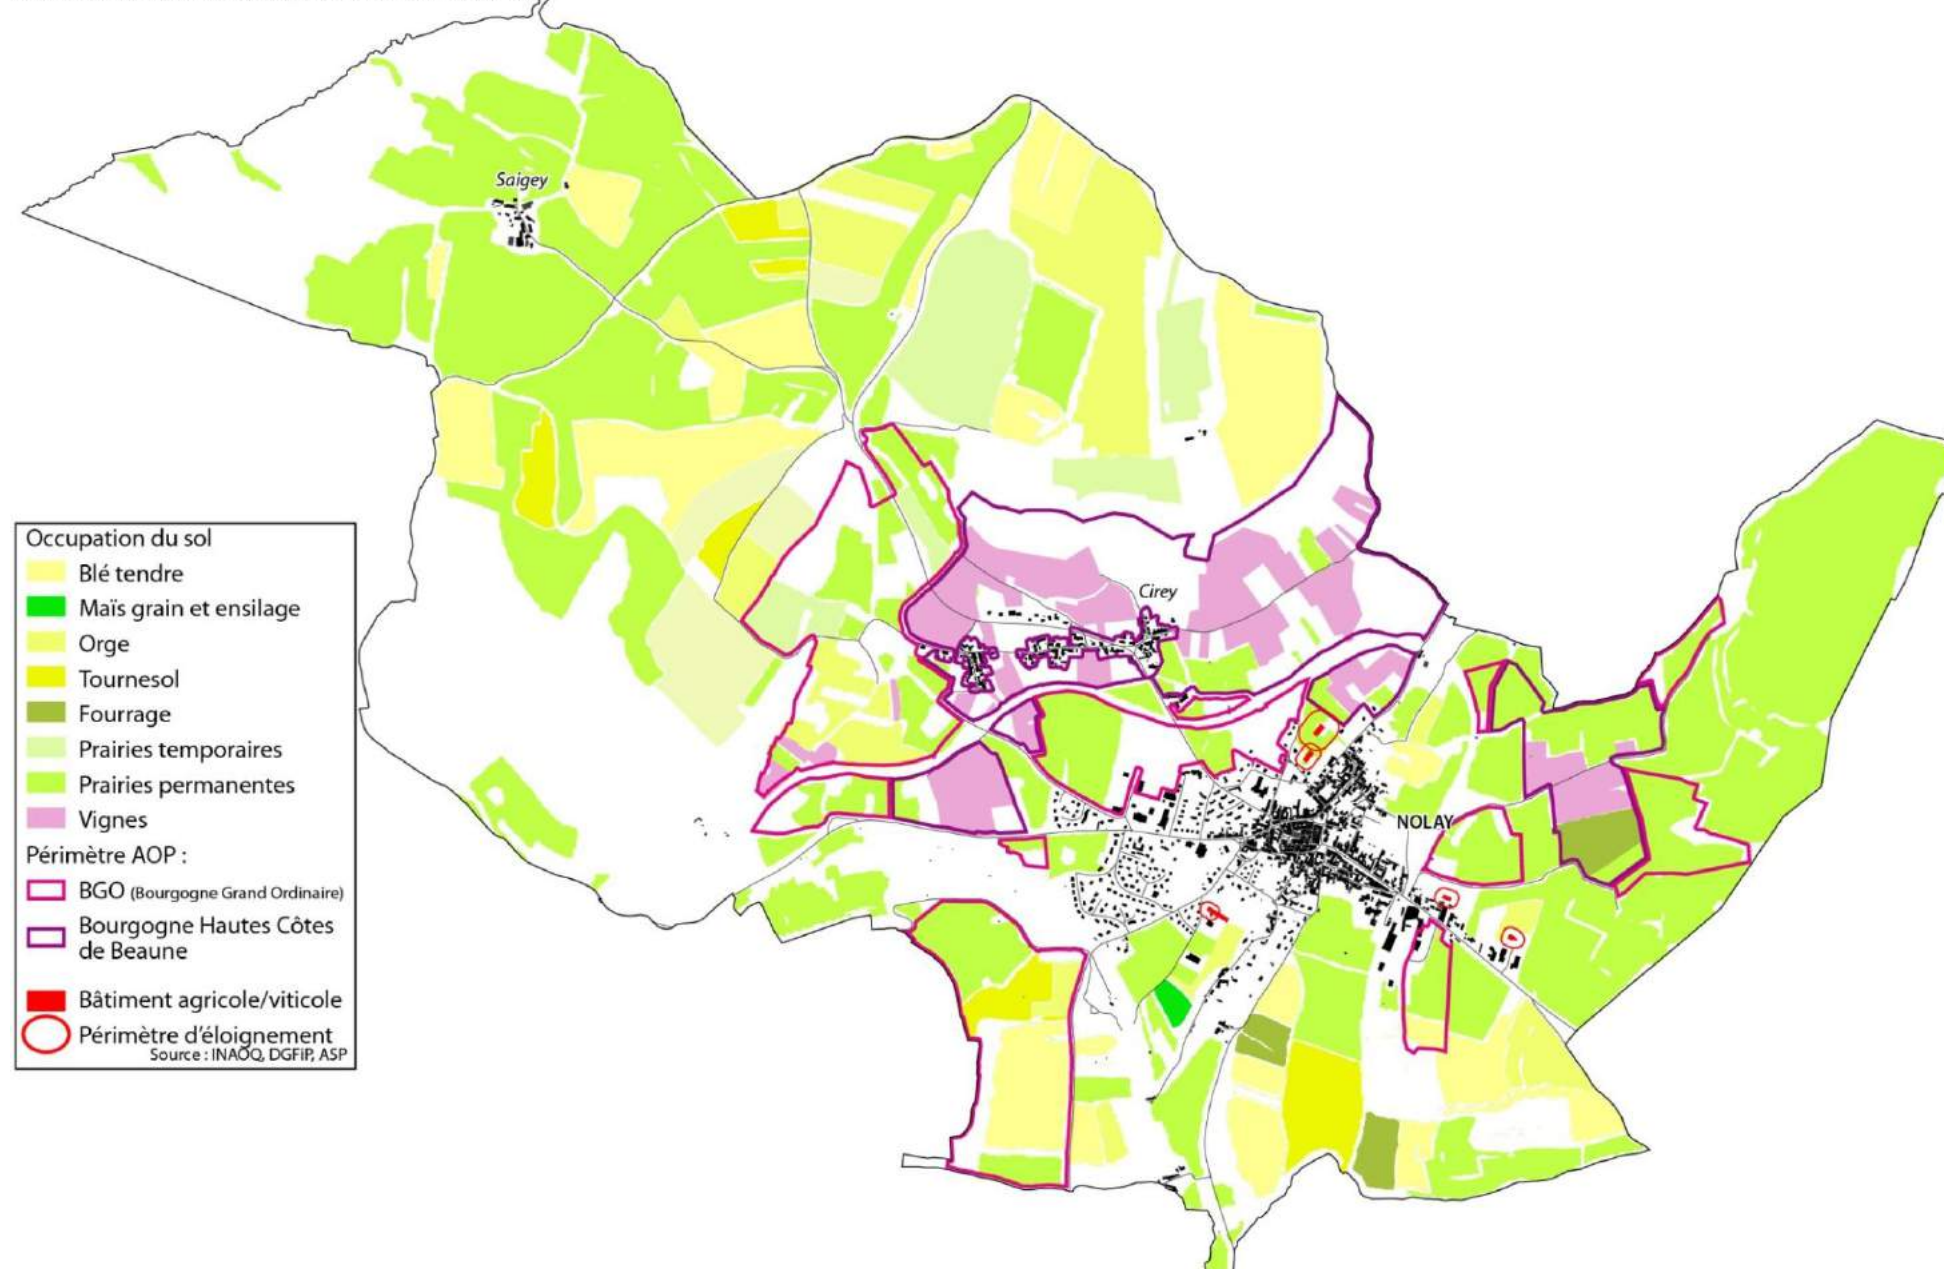 Saigey
Cirey
NOLAY
Occupation du sol
Blé tendre
Maïs grain et ensilage
Orge
Tournesol
Fourrage
Prairies temporaires
Prairies permanentes
Vignes
Périmètre AOP :
BGO (Bourgogne Grand Ordinaire)
Bourgogne Hautes Côtes
de Beaune
Bâtiment agricole/viticole
Périmètre d'éloignement
Source : INAOQ, DGFiP, ASP